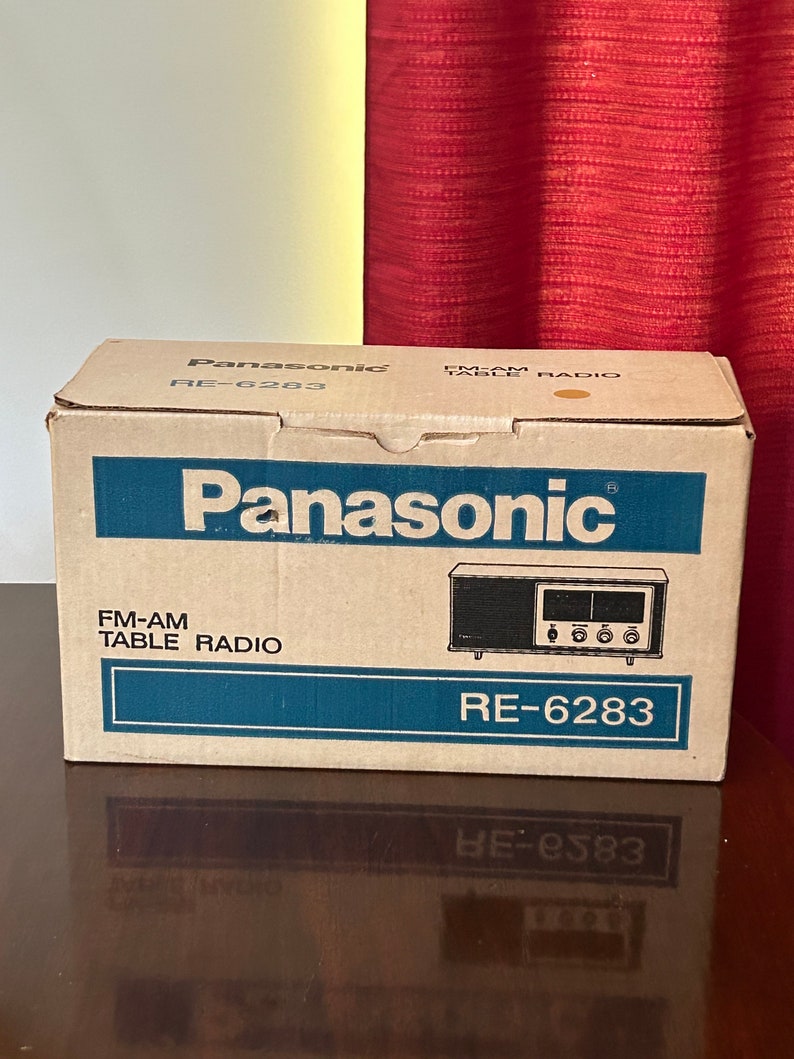 Panasonic
RE-6283
FM-AM
TABLE RADIO
Panasonic®
FM-AM
TABLE RADIO
RE-6283